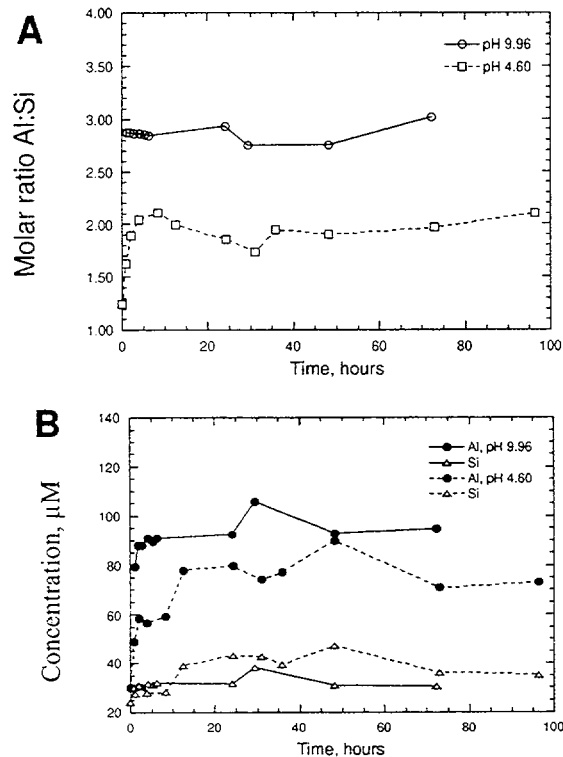 A
4.00
3.50
3.00
2.50
2.00
1.50
1.00
Molar ratio Al:Si
pH 9.96
pH 4.60
0
20
40
60
80
100
Time, hours
B
140
120
100
80
60
40
20
Concentration, µM
Al, pH 9.96
Si
Al, pH 4.60
Si
0
20
40
60
80
100
Time, hours